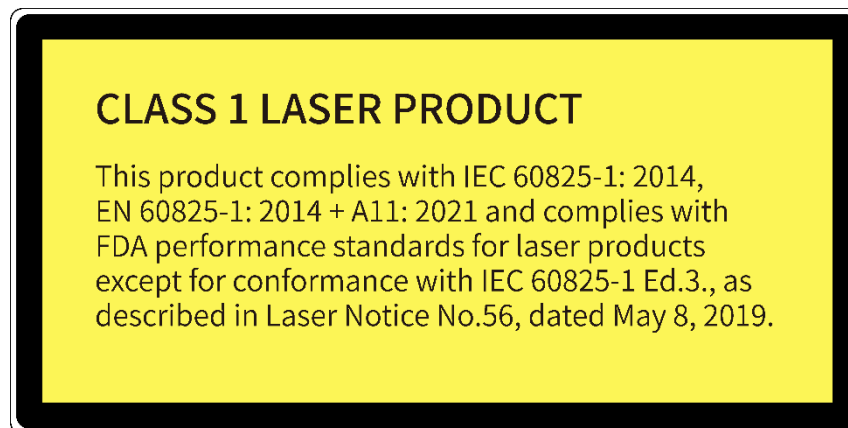 CLASS 1 LASER PRODUCT
This product complies with IEC 60825-1: 2014,
EN 60825-1: 2014 + A11: 2021 and complies with
FDA performance standards for laser products
except for conformance with IEC 60825-1 Ed.3., as
described in Laser Notice No.56, dated May 8, 2019.